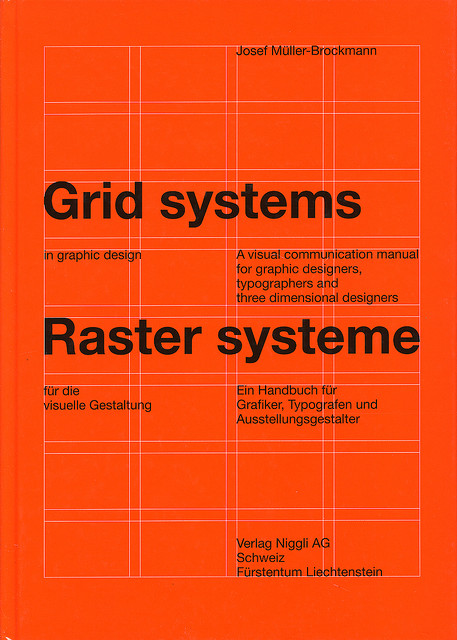 Josef Müller-Brockmann
Grid systems
in graphic design
A visual communication manual
for graphic designers,
typographers and
three dimensional designers
Raster systeme
für die
visuelle Gestaltung
Ein Handbuch für
Grafiker, Typografen und
Ausstellungsgestalter
Verlag Niggli AG
Schweiz
Fürstentum Liechtenstein